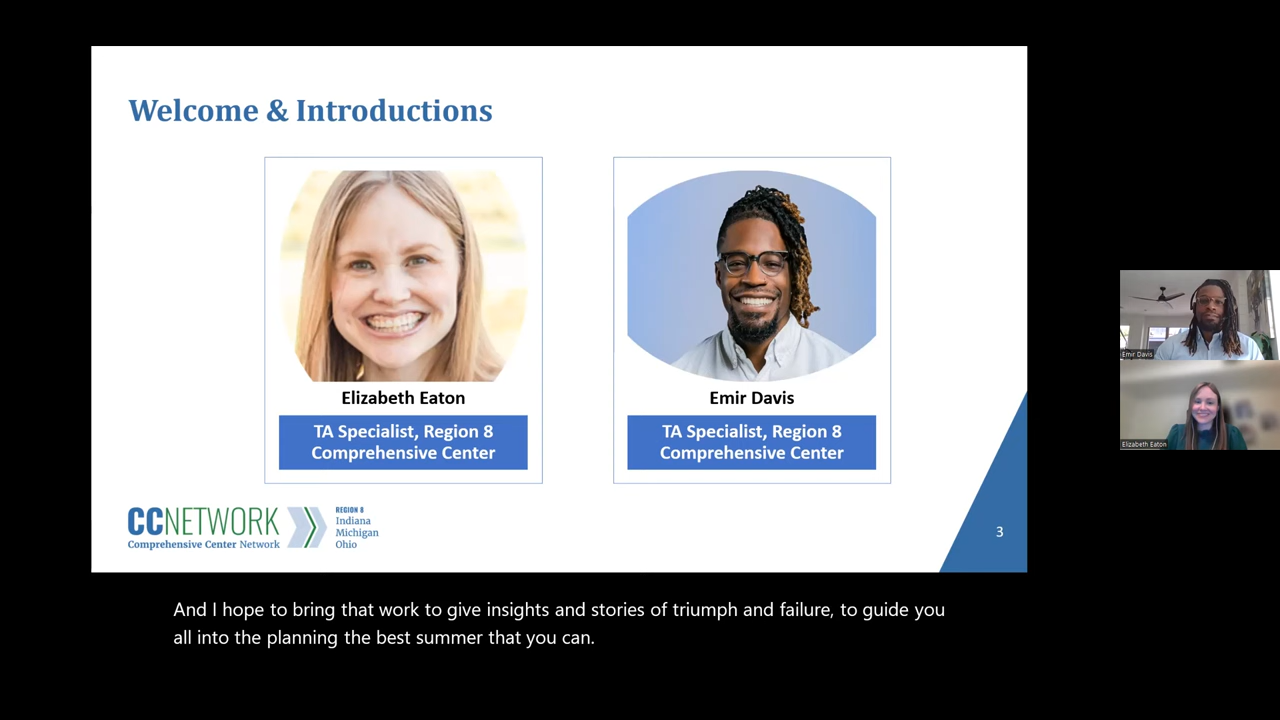 Welcome & Introductions
Elizabeth Eaton
TA Specialist, Region 8
Comprehensive Center
Emir Davis
TA Specialist, Region 8
Comprehensive Center
CCNETWORK
Comprehensive Center Network
REGION 8
Indiana
Michigan
Ohio
3
Emir Davis
Elizabeth Eaton
And I hope to bring that work to give insights and stories of triumph and failure, to guide you
all into the planning the best summer that you can.